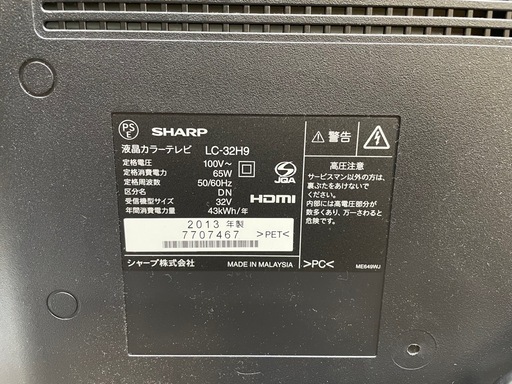 PS
E
SHARP
液晶カラーテレビ LC-32H9
定格電圧 100V~
定格消費電力 65W
定格周波数 50/60Hz
区分名 DN
受信機型サイズ 32V
年間消費電力量 43kWh/年
JQA
HDMI
2013 年製
7707467
>PET<
シャープ株式会社 MADE IN MALAYSIA
警告
高圧注意
サービスマン以外の方は、
裏ぶたをあけないで
ください。
内部には高電圧部分が
数多くあり、万一さわると
危険です。
>PC< ME649WJ